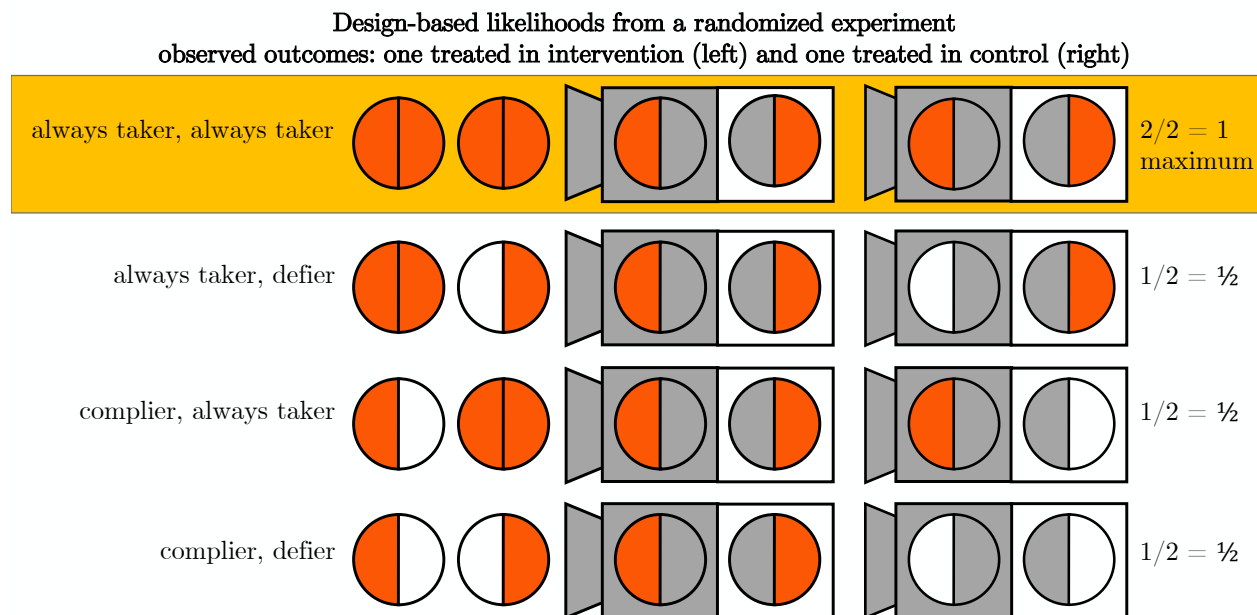 Design-based likelihoods from a randomized experiment
observed outcomes: one treated in intervention (left) and one treated in control (right)
always taker, always taker
2/2 = 1
maximum
always taker, defier
1/2 = ½
complier, always taker
1/2 = ½
complier, defier
1/2 = ½